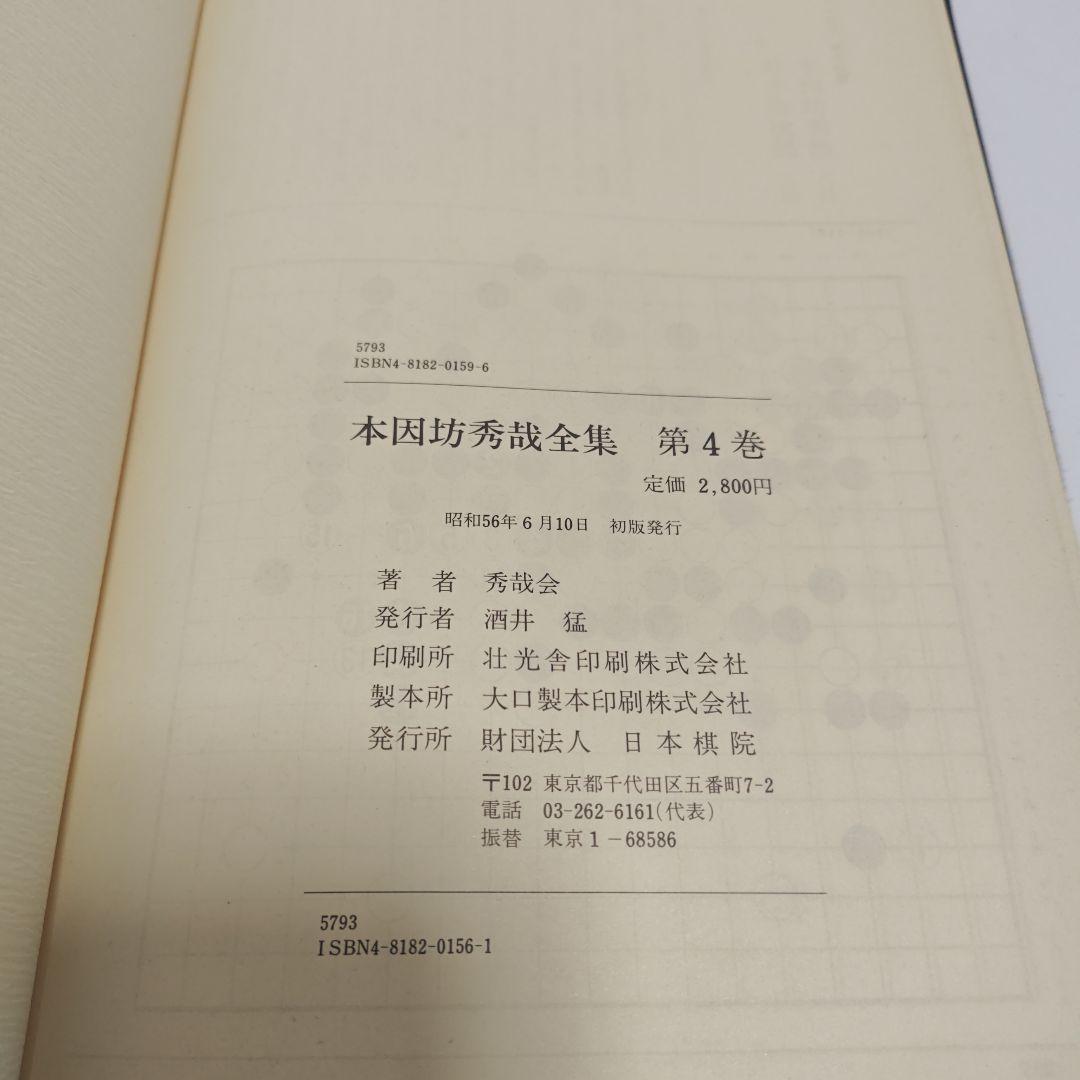 5793
ISBN4-8182-0159-6
本因坊秀哉全集 第4巻
定価 2,800円
昭和56年6月10日 初版発行
著者 秀哉会
発行者 酒井 猛
印刷所 壮光舎印刷株式会社
製本所 大口製本印刷株式会社
発行所 財団法人 日本棋院
〒102 東京都千代田区五番町7-2
電話 03-262-6161(代表)
振替 東京1-68586
5793
ISBN4-8182-0156-1